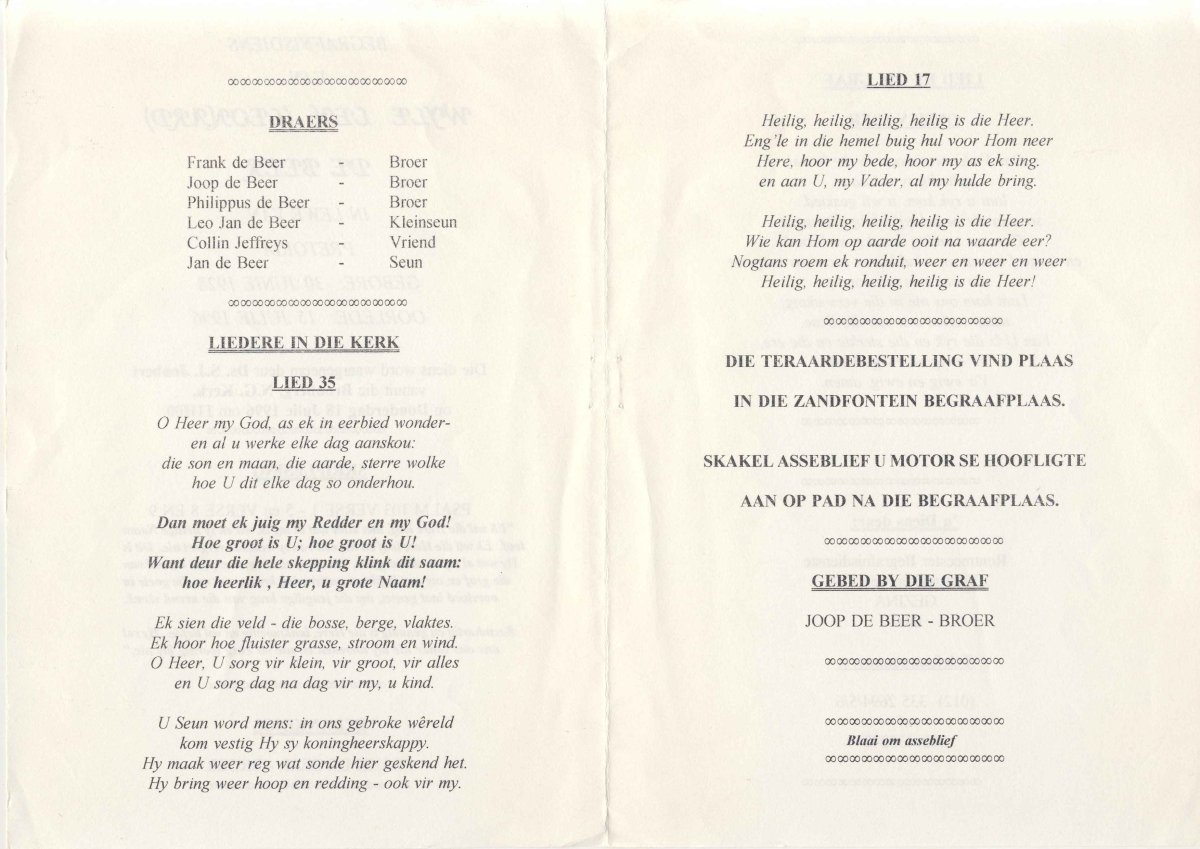 DRAERS
Frank de Beer - Broer
Joop de Beer - Broer
Philippus de Beer - Broer
Leo Jan de Beer - Kleinseun
Collin Jeffreys - Vriend
Jan de Beer - Seun
LIEDERE IN DIE KERK
LIED 35
O Heer my God, as ek in eerbied wonder-
en al u werke elke dag aanskou:
die son en maan, die aarde, sterre wolke
hoe U dit elke dag so onderhou.
Dan moet ek juig my Redder en my God!
Hoe groot is U; hoe groot is U!
Want deur die hele skepping klink dit saam:
hoe heerlik , Heer, u grote Naam!
Ek sien die veld - die bosse, berge, vlaktes.
Ek hoor hoe fluister grasse, stroom en wind.
O Heer, U sorg vir klein, vir groot, vir alles
en U sorg dag na dag vir my, u kind.
U Seun word mens: in ons gebroke wêreld
kom vestig Hy sy koningheerskappy.
Hy maak weer reg wat sonde hier geskend het.
Hy bring weer hoop en redding - ook vir my.
LIED 17
Heilig, heilig, heilig, heilig is die Heer.
Eng'le in die hemel buig hul voor Hom neer
Here, hoor my bede, hoor my as ek sing.
en aan U, my Vader, al my hulde bring.
Heilig, heilig, heilig, heilig is die Heer.
Wie kan Hom op aarde ooit na waarde eer?
Nogtans roem ek ronduit, weer en weer en weer
Heilig, heilig, heilig, heilig is die Heer!
DIE TERAARDEBESTELLING VIND PLAAS
IN DIE ZANDFONTEIN BEGRAAFPLAAS.
SKAKEL ASSEBLIEF U MOTOR SE HOOFLIGTE
AAN OP PAD NA DIE BEGRAAFPLAAS.
GEBED BY DIE GRAF
JOOP DE BEER - BROER
Blaai om asseblief